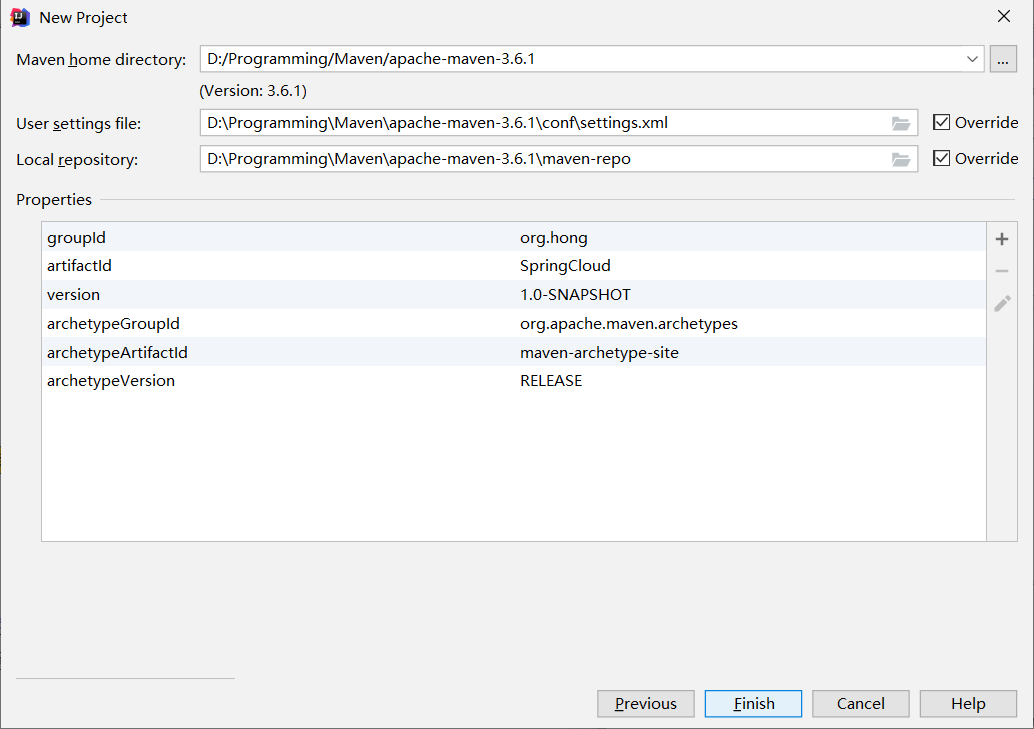 New Project
Maven home directory: D:/Programming/Maven/apache-maven-3.6.1 ...
(Version: 3.6.1)
User settings file: D:\Programming\Maven\apache-maven-3.6.1\conf\settings.xml Override
Local repository: D:\Programming\Maven\apache-maven-3.6.1\maven-repo Override
Properties
groupId org.hong
artifactId SpringCloud
version 1.0-SNAPSHOT
archetypeGroupId org.apache.maven.archetypes
archetypeArtifactId maven-archetype-site
archetypeVersion RELEASE
Previous Finish Cancel Help